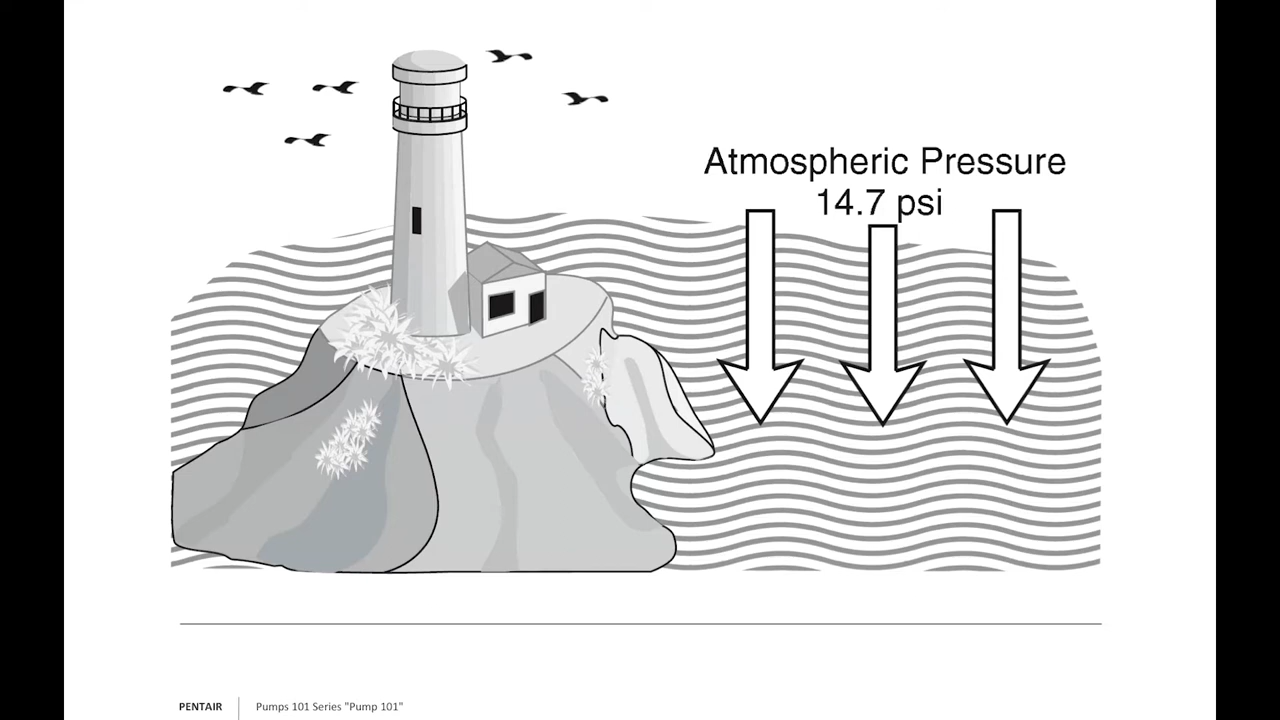 Atmospheric Pressure
14.7 psi
PENTAIR
Pumps 101 Series "Pump 101"